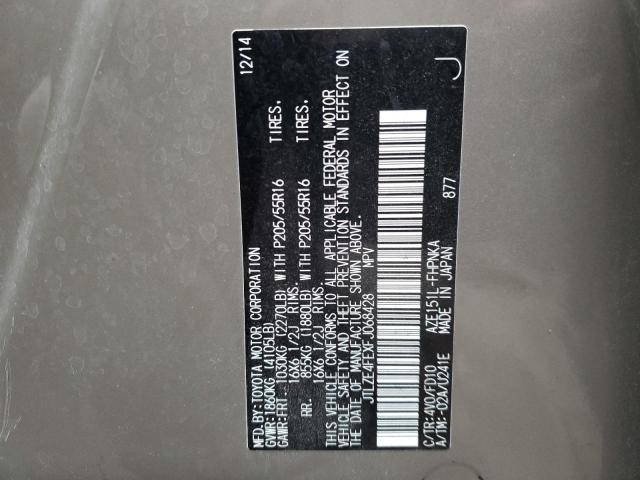 MFD.BY:TOYOTA MOTOR CORPORATION 12/14
GVWR:1860KG (4105LB)
GAWR:FRT. 1030KG (2270LB) WITH P205/55R16 TIRES.
16X6 1/2J RIMS.
RR. 855KG (1880LB) WITH P205/55R16 TIRES.
16X6 1/2J RIMS.
THIS VEHICLE CONFORMS TO ALL APPLICABLE FEDERAL MOTOR
VEHICLE SAFETY AND THEFT PREVENTION STANDARDS IN EFFECT ON
THE DATE OF MANUFACTURE SHOWN ABOVE.
JTLZE4FEXFJ068428 MPV
C/TR:4V0/FD10 AZE151L-FHPNKA 877
A/TM:-02A/U241E MADE IN JAPAN
J